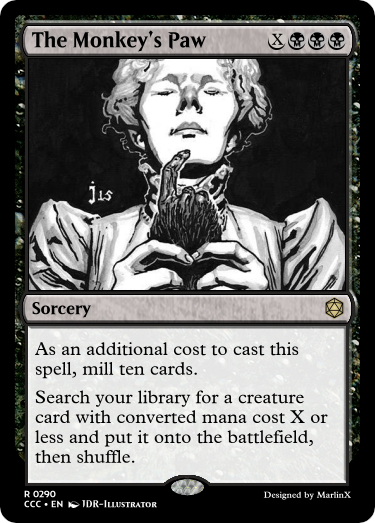 The Monkey's Paw X
j15
Sorcery
As an additional cost to cast this
spell, mill ten cards.
Search your library for a creature
card with converted mana cost X or
less and put it onto the battlefield,
then shuffle.
R 0290
CCC • EN JDR-Illustrator
Designed by MarlinX